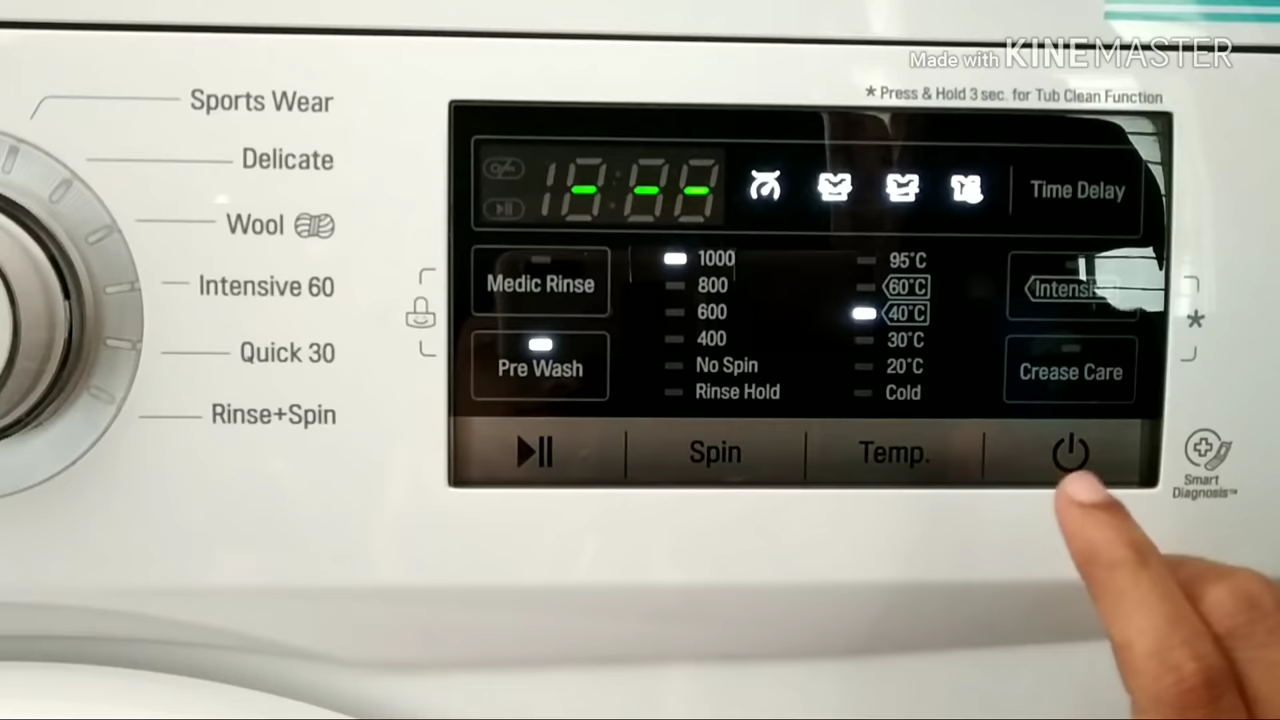 Made with KINEMASTER
* Press & Hold 3 sec. for Tub Clean Function
Sports Wear
Delicate
Wool
Intensive 60
Quick 30
Rinse+Spin
Time Delay
Medic Rinse
Pre Wash
1000
800
600
400
No Spin
Rinse Hold
95°C
60°C
40°C
30°C
20°C
Cold
Crease Care
*
Spin
Temp.
Smart
Diagnosis™